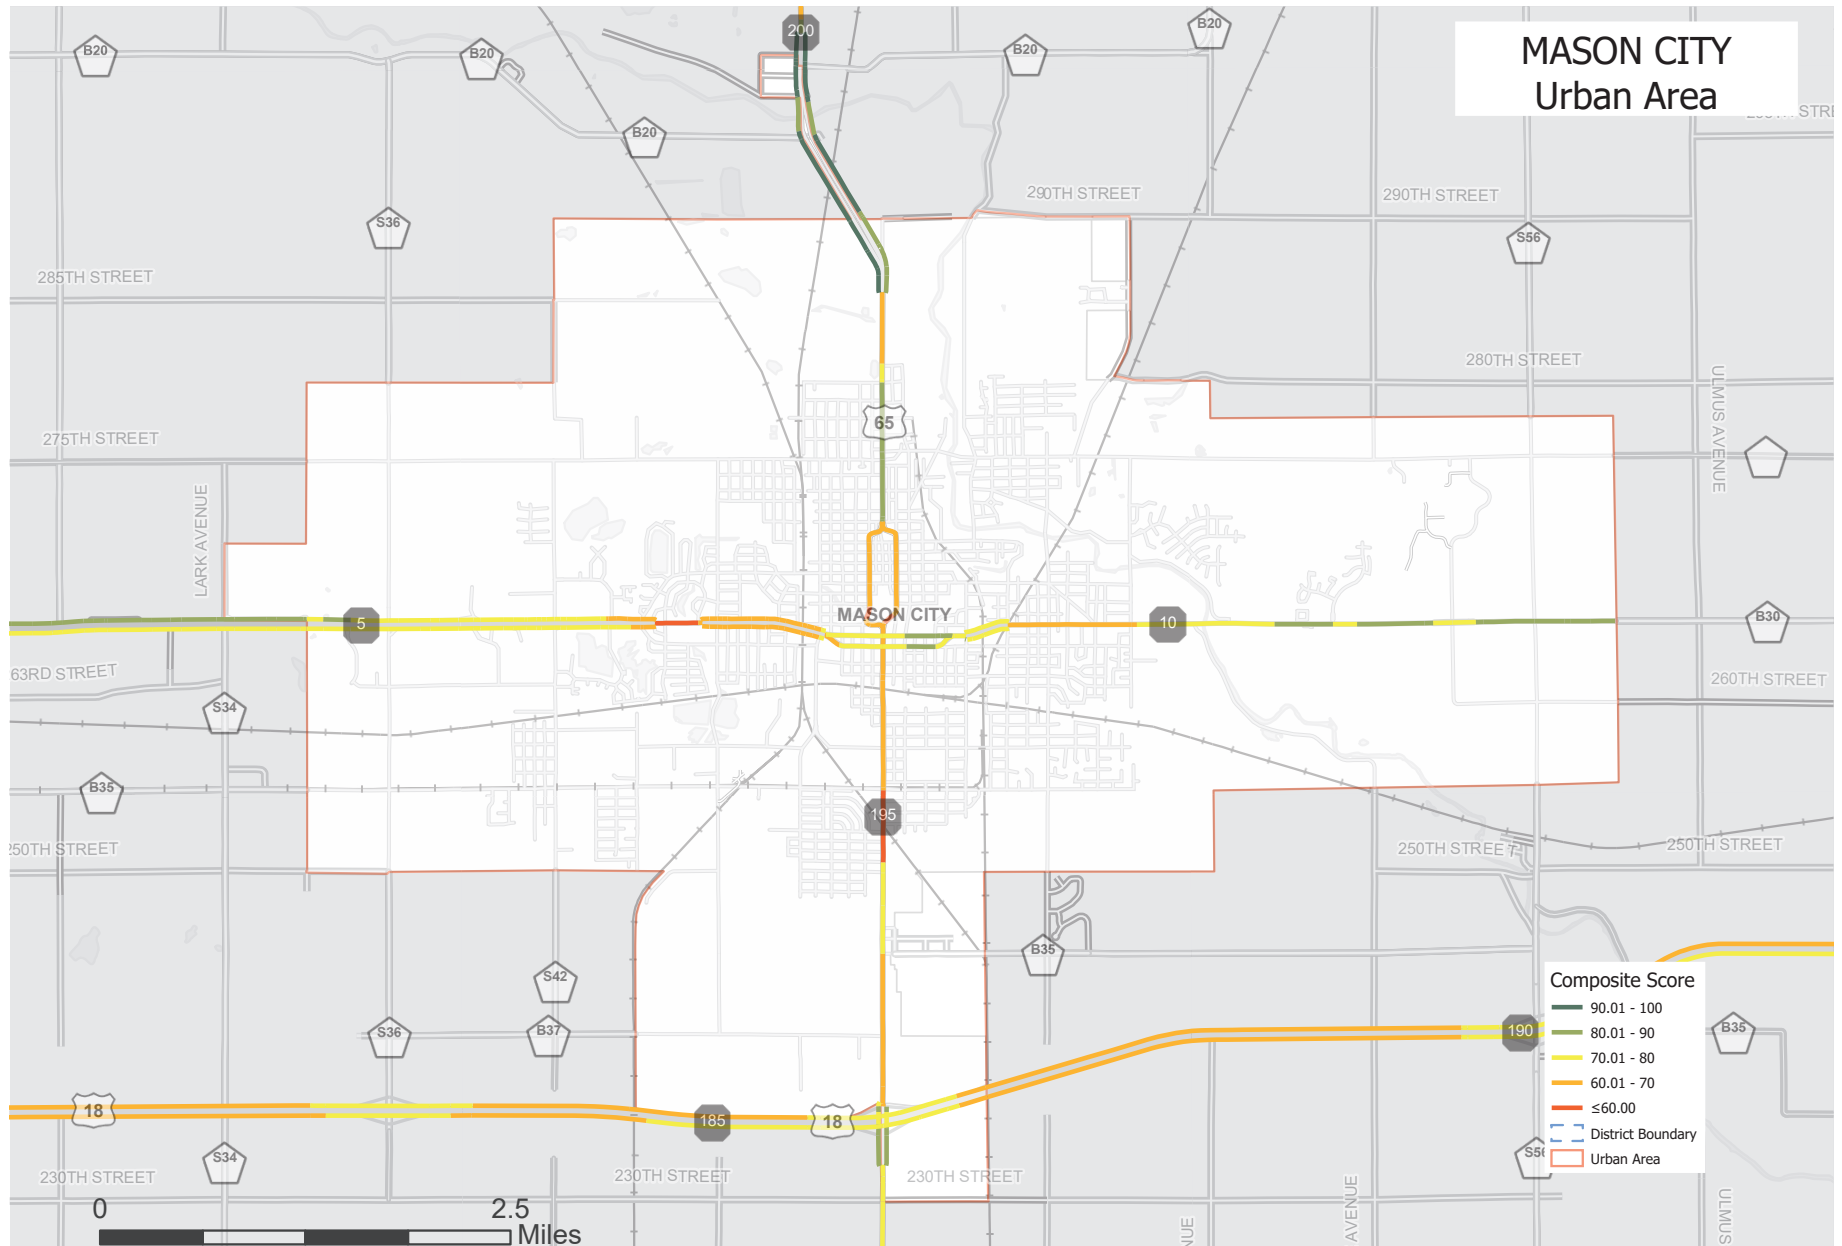 MASON CITY
Urban Area
200
B20
B20
B20
B20
B20
290TH STREET
290TH STREET
S36
S56
285TH STREET
280TH STREET
ULMUS AVENUE
65
275TH STREET
LARK AVENUE
MASON CITY
5
10
B30
63RD STREET
260TH STREET
S34
B35
195
250TH STREET
250TH STREET
250TH STREET
B35
S42
S36
B37
190
B35
18
185
18
S34
S56
230TH STREET
230TH STREET
230TH STREET
AVENUE
ULMUS
NUE
Composite Score
90.01 - 100
80.01 - 90
70.01 - 80
60.01 - 70
≤60.00
District Boundary
Urban Area
0
2.5
Miles